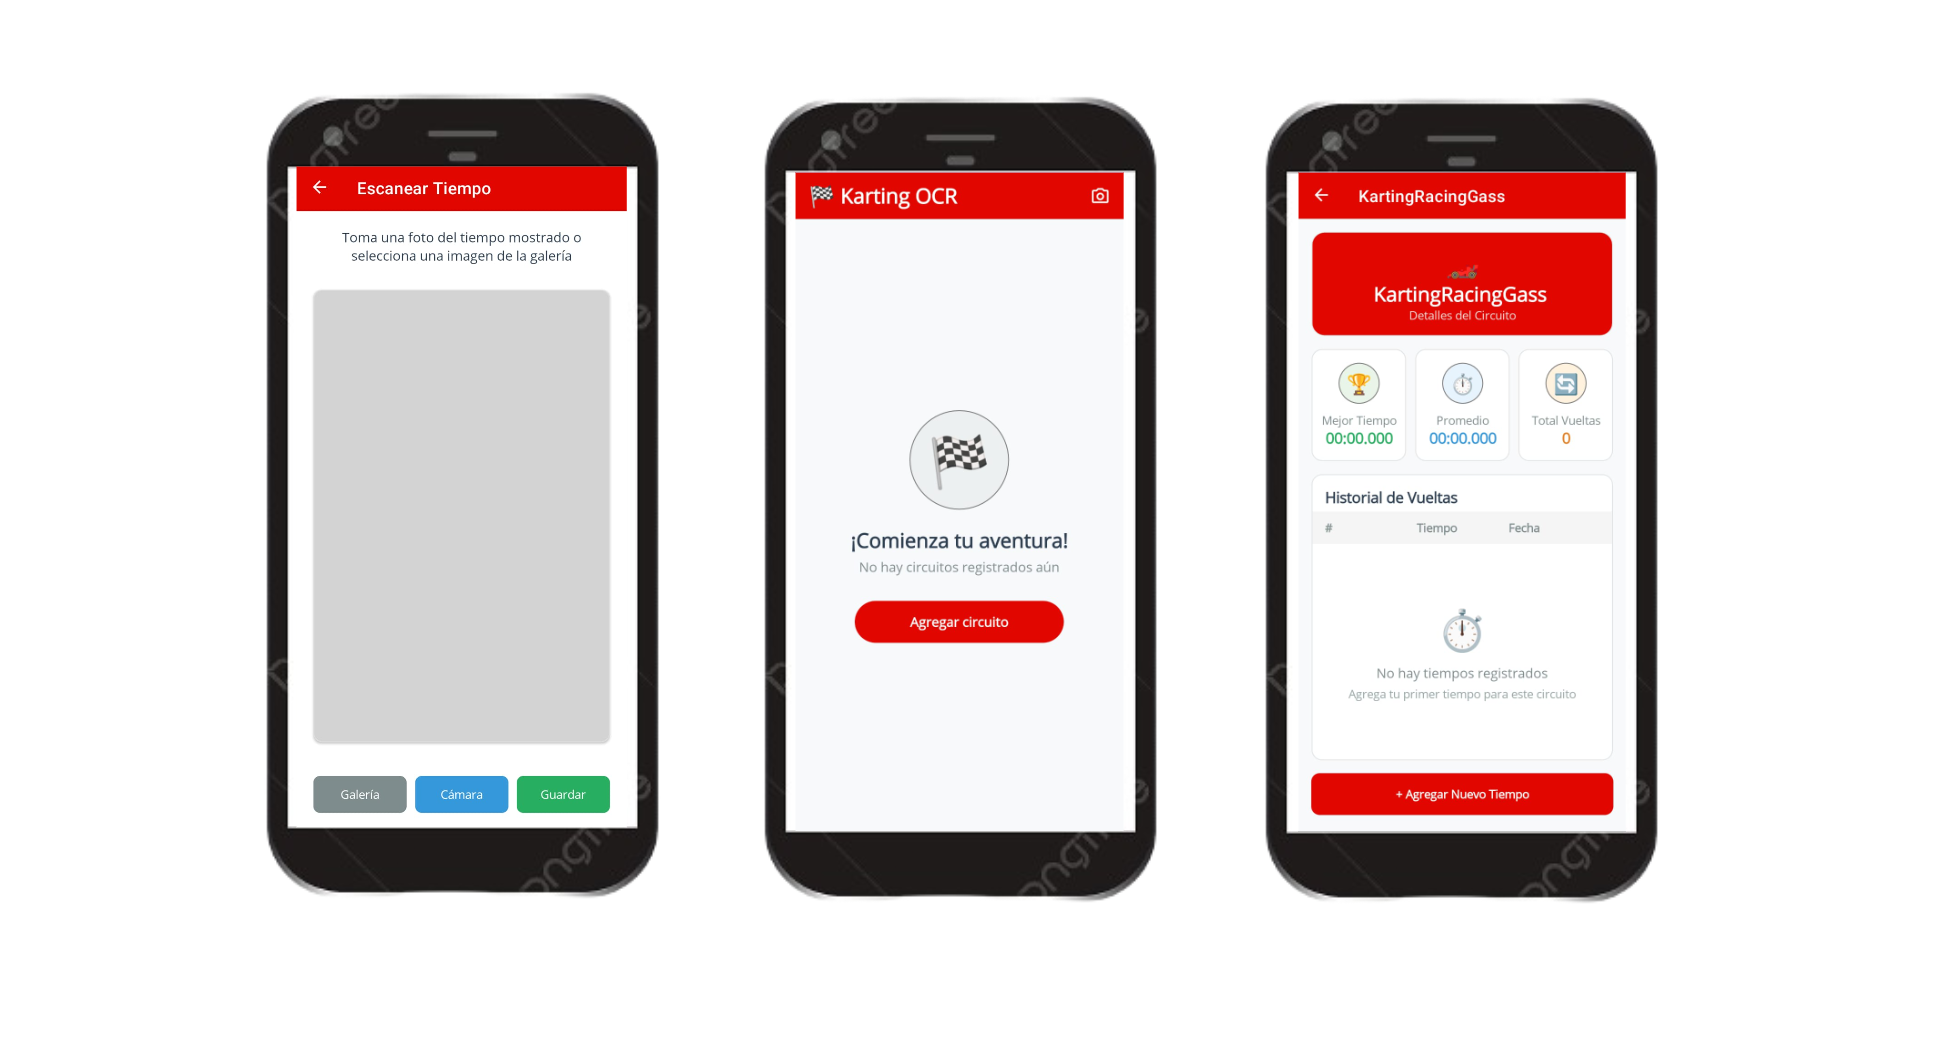 Escanear Tiempo
Toma una foto del tiempo mostrado o
selecciona una imagen de la galería
Galería
Cámara
Guardar
Karting OCR
¡Comienza tu aventura!
No hay circuitos registrados aún
Agregar circuito
KartingRacingGass
KartingRacingGass
Detalles del Circuito
Mejor Tiempo
00:00.000
Promedio
00:00.000
Total Vueltas
0
Historial de Vueltas
# Tiempo Fecha
No hay tiempos registrados
Agrega tu primer tiempo para este circuito
+ Agregar Nuevo Tiempo